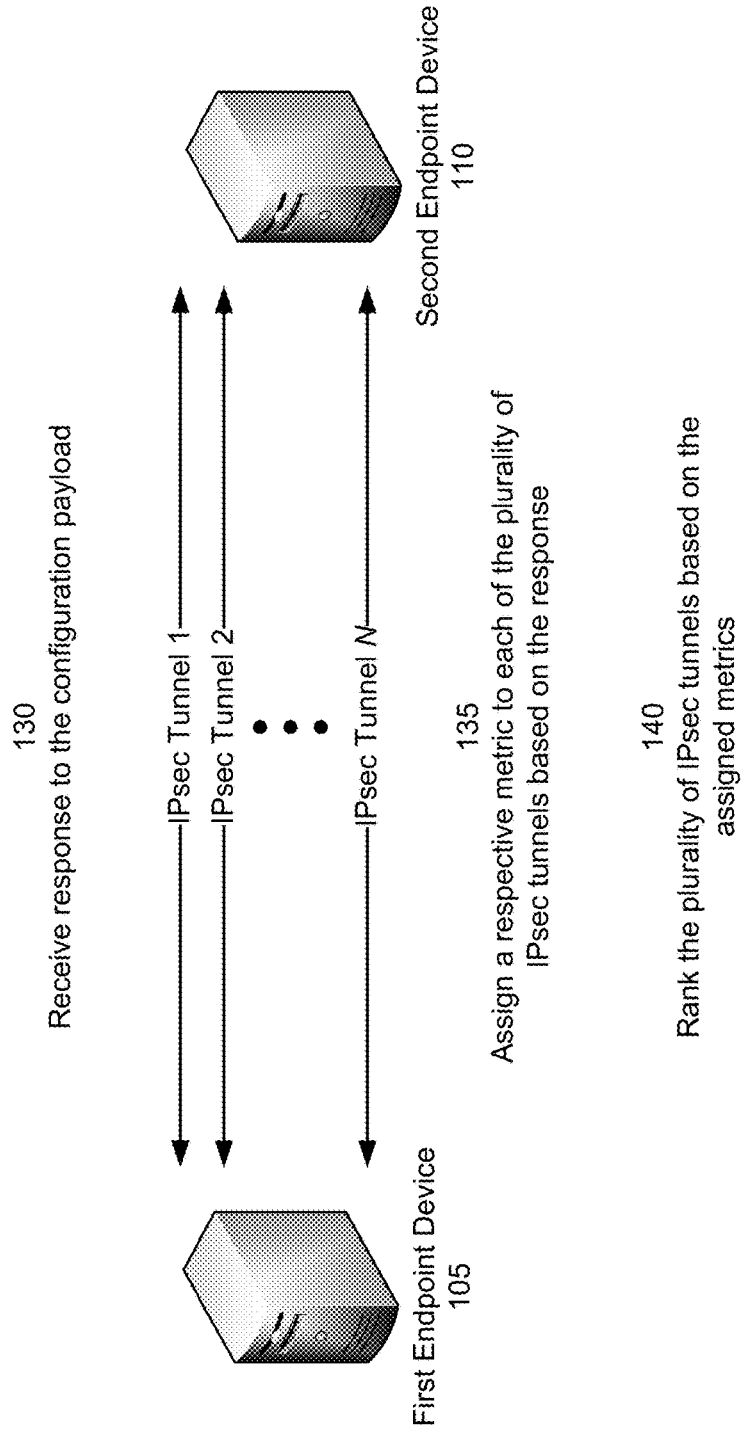 130
Receive response to the configuration payload
IPsec Tunnel 1
IPsec Tunnel 2
IPsec Tunnel N
First Endpoint Device
105
Second Endpoint Device
110
135
Assign a respective metric to each of the plurality of
IPsec tunnels based on the response
140
Rank the plurality of IPsec tunnels based on the
assigned metrics